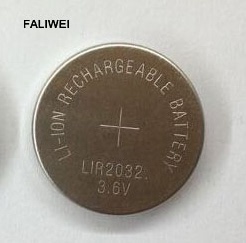 FALIWEI
LI-ION RECHARGEABLE BATTERY
+
LIR2032.
3.6V